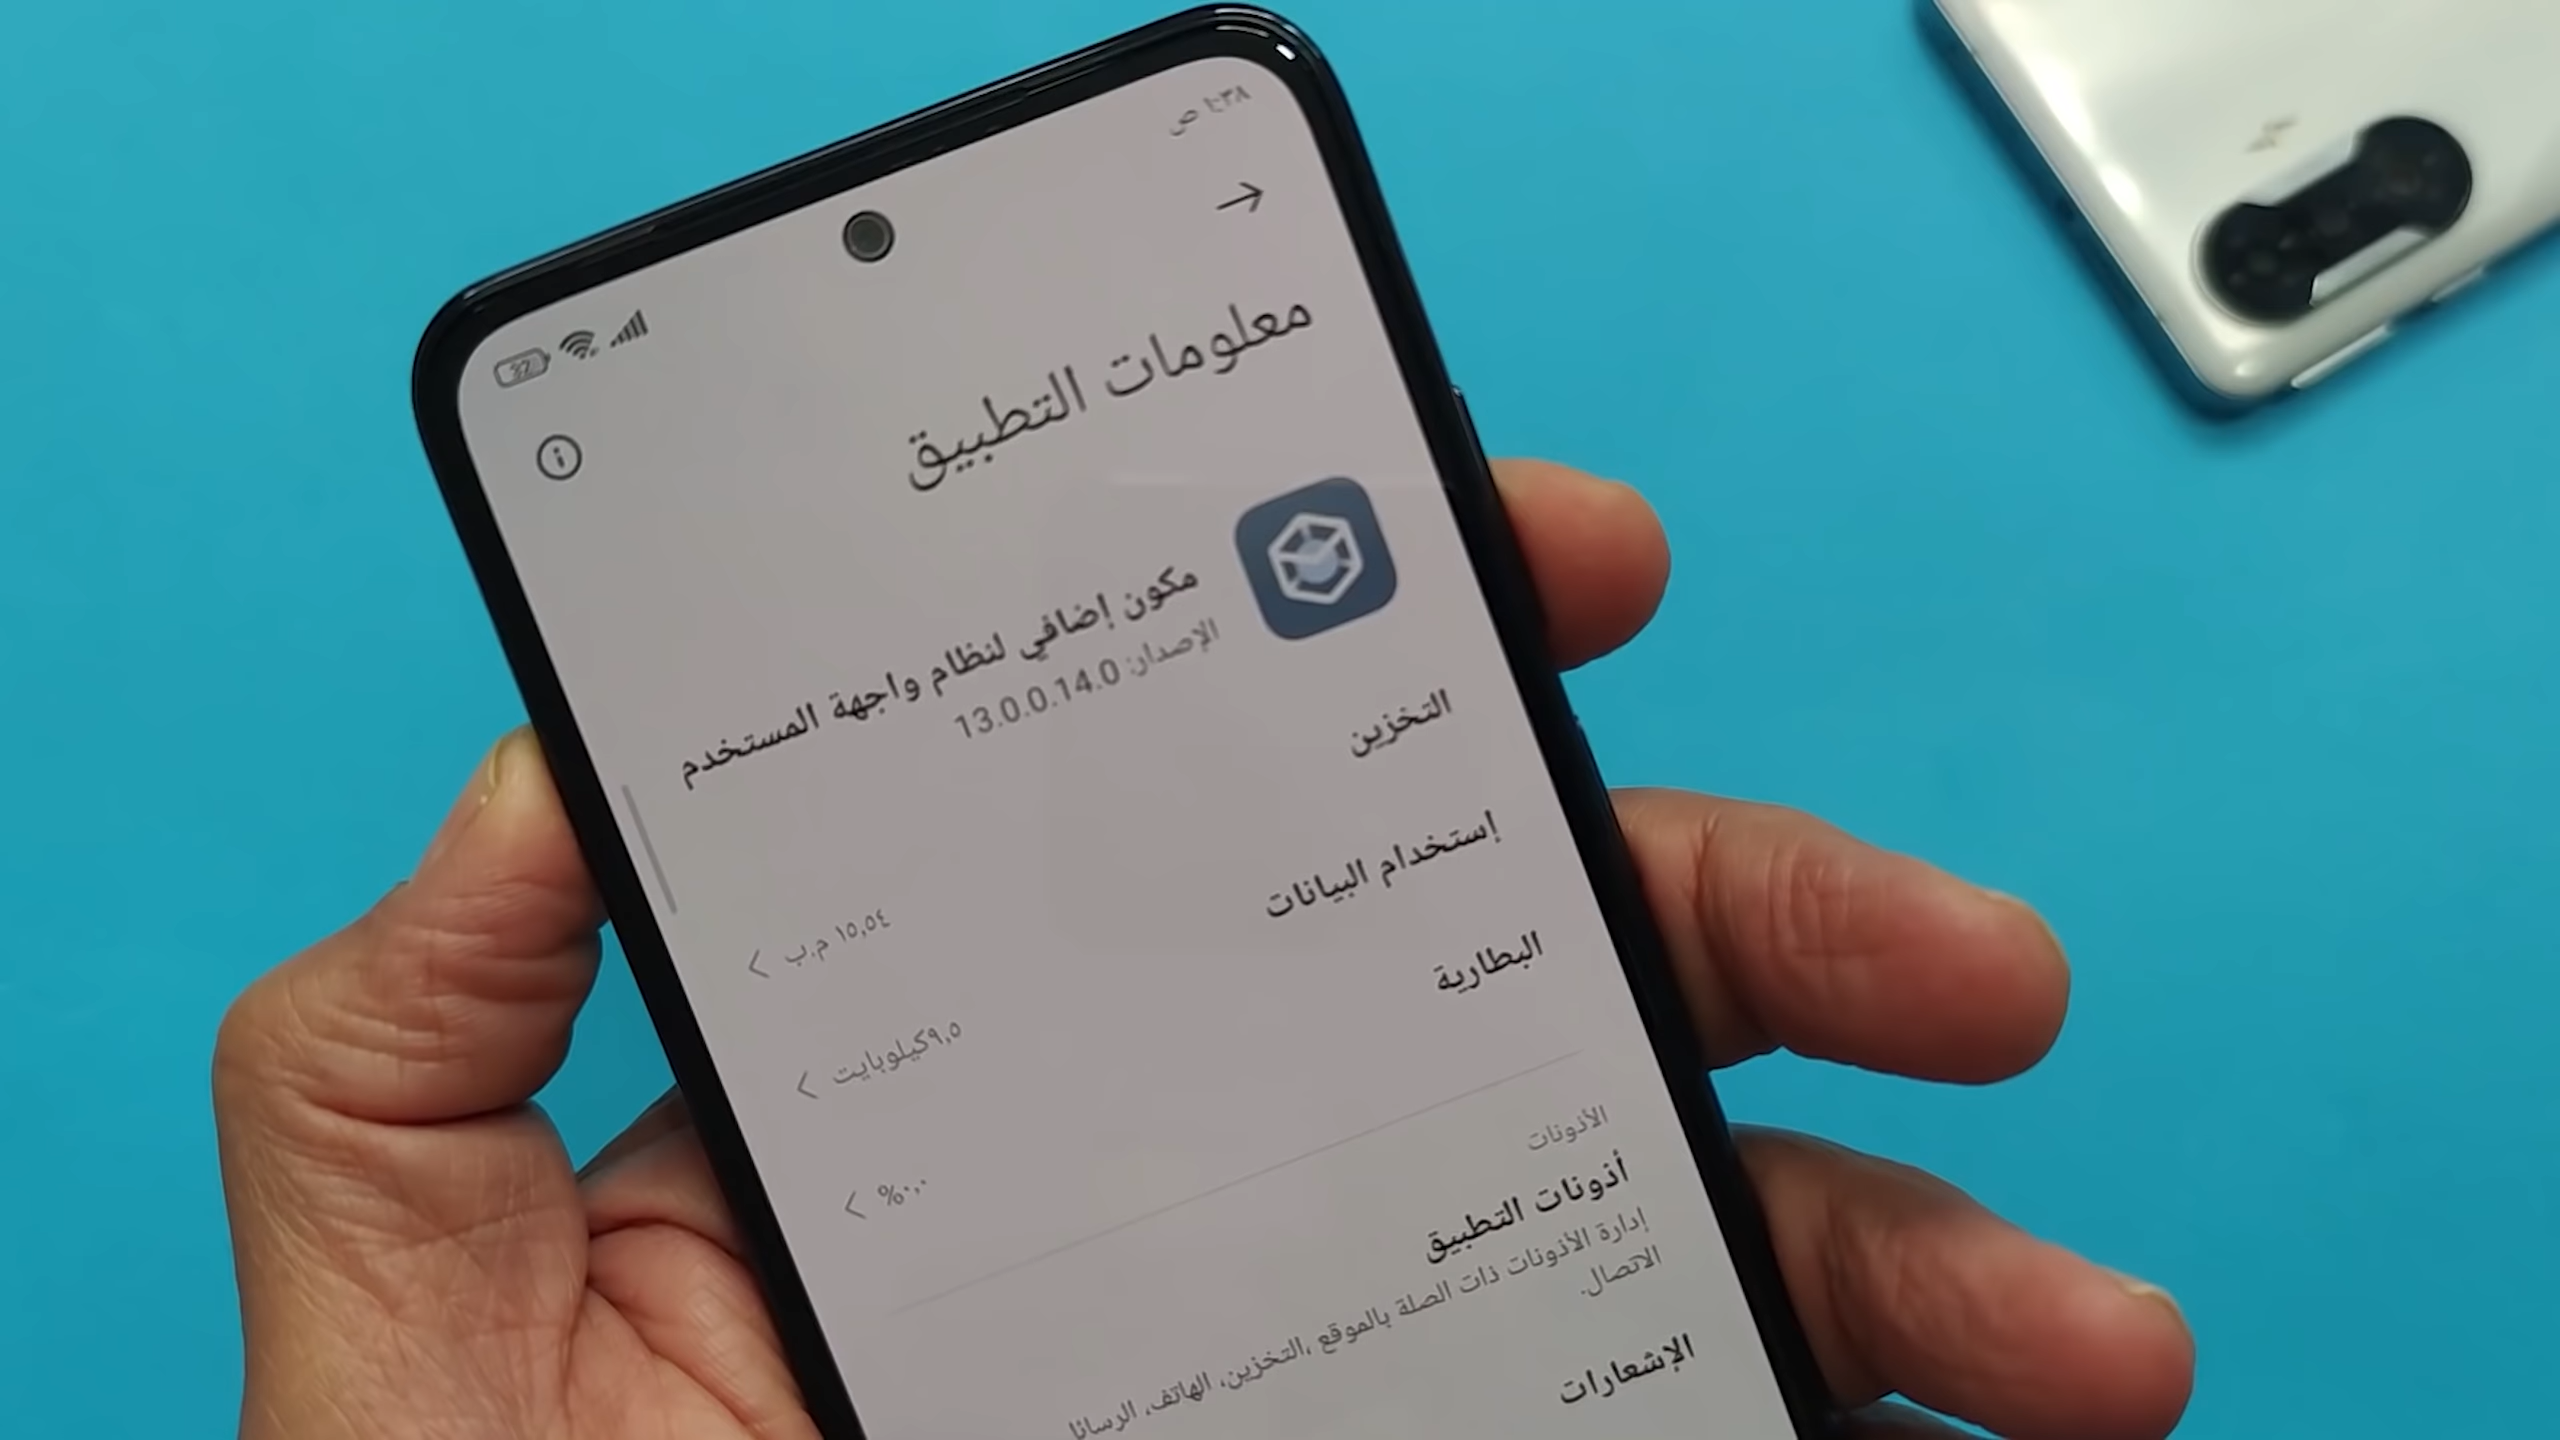 ١:٣٨ ص
معلومات التطبيق
مكون إضافي لنظام واجهة المستخدم
الإصدار: 13.0.0.14.0
التخزين
١٥,٥٤ م.ب
إستخدام البيانات
٩,٥كيلوبايت
البطارية
%٠,٠
الأذونات
أذونات التطبيق
إدارة الأذونات ذات الصلة بالموقع ,التخزين، الهاتف، الرسائل
الاتصال.
الإشعارات